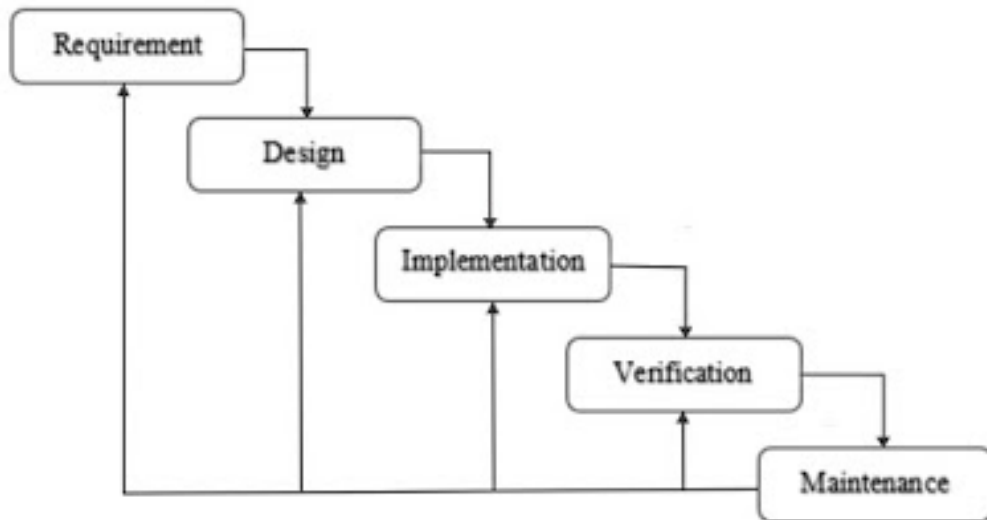 Requirement
Design
Implementation
Verification
Maintenance